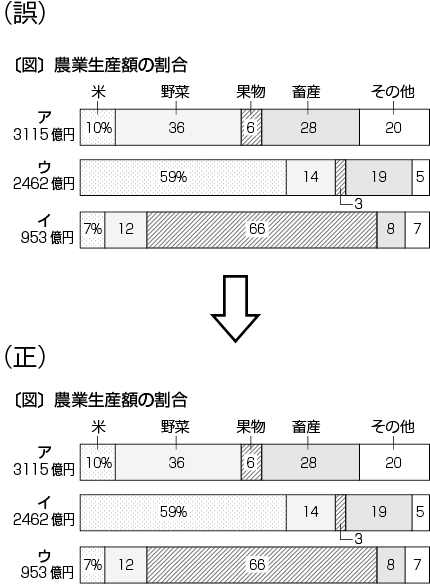 （誤）
〔図〕農業生産額の割合
米 野菜 果物 畜産 その他
ア
3115億円 10% 36 6 28 20
ウ
2462億円 59% 14 19 5
3
イ
953億円 7% 12 66 8 7
（正）
〔図〕農業生産額の割合
米 野菜 果物 畜産 その他
ア
3115億円 10% 36 6 28 20
イ
2462億円 59% 14 19 5
3
ウ
953億円 7% 12 66 8 7